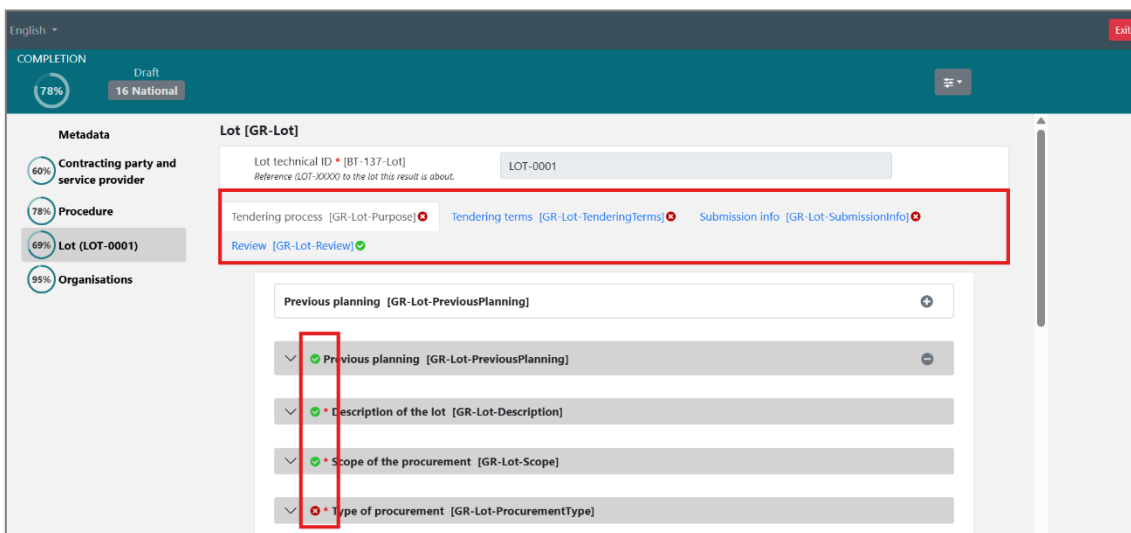 English
Exit
COMPLETION
78%
Draft
16 National
Metadata
60% Contracting party and
service provider
78% Procedure
69% Lot (LOT-0001)
95% Organisations
Lot [GR-Lot]
Lot technical ID * [BT-137-Lot]
Reference (LOT-XXXX) to the lot this result is about.
LOT-0001
Tendering process [GR-Lot-Purpose] Tendering terms [GR-Lot-TenderingTerms] Submission info [GR-Lot-SubmissionInfo]
Review [GR-Lot-Review]
Previous planning [GR-Lot-PreviousPlanning]
Previous planning [GR-Lot-PreviousPlanning]
* Description of the lot [GR-Lot-Description]
* Scope of the procurement [GR-Lot-Scope]
* Type of procurement [GR-Lot-ProcurementType]